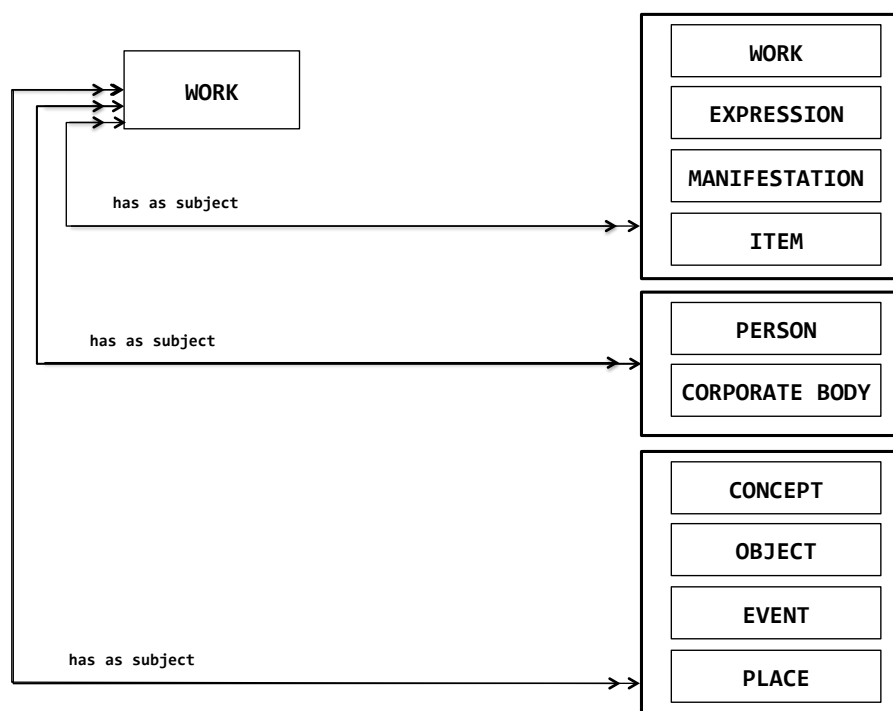 WORK
WORK
EXPRESSION
MANIFESTATION
ITEM
has as subject
PERSON
CORPORATE BODY
has as subject
CONCEPT
OBJECT
EVENT
PLACE
has as subject